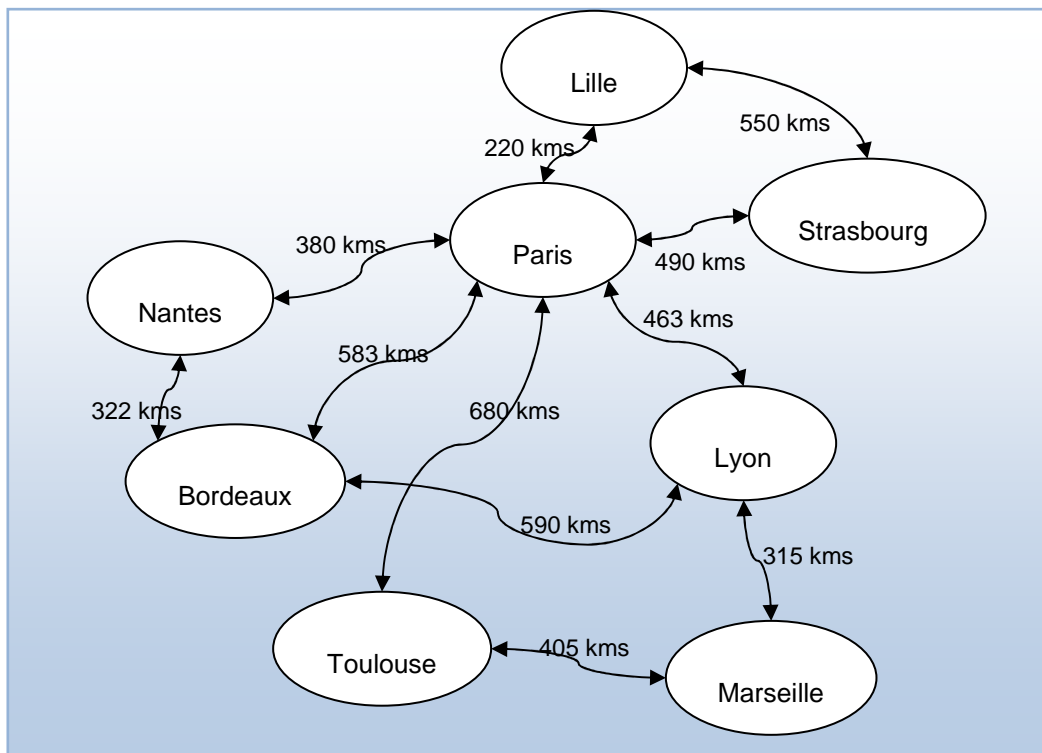 Lille
550 kms
220 kms
Strasbourg
380 kms
Paris
490 kms
Nantes
463 kms
583 kms
322 kms
680 kms
Lyon
Bordeaux
590 kms
315 kms
Toulouse
405 kms
Marseille